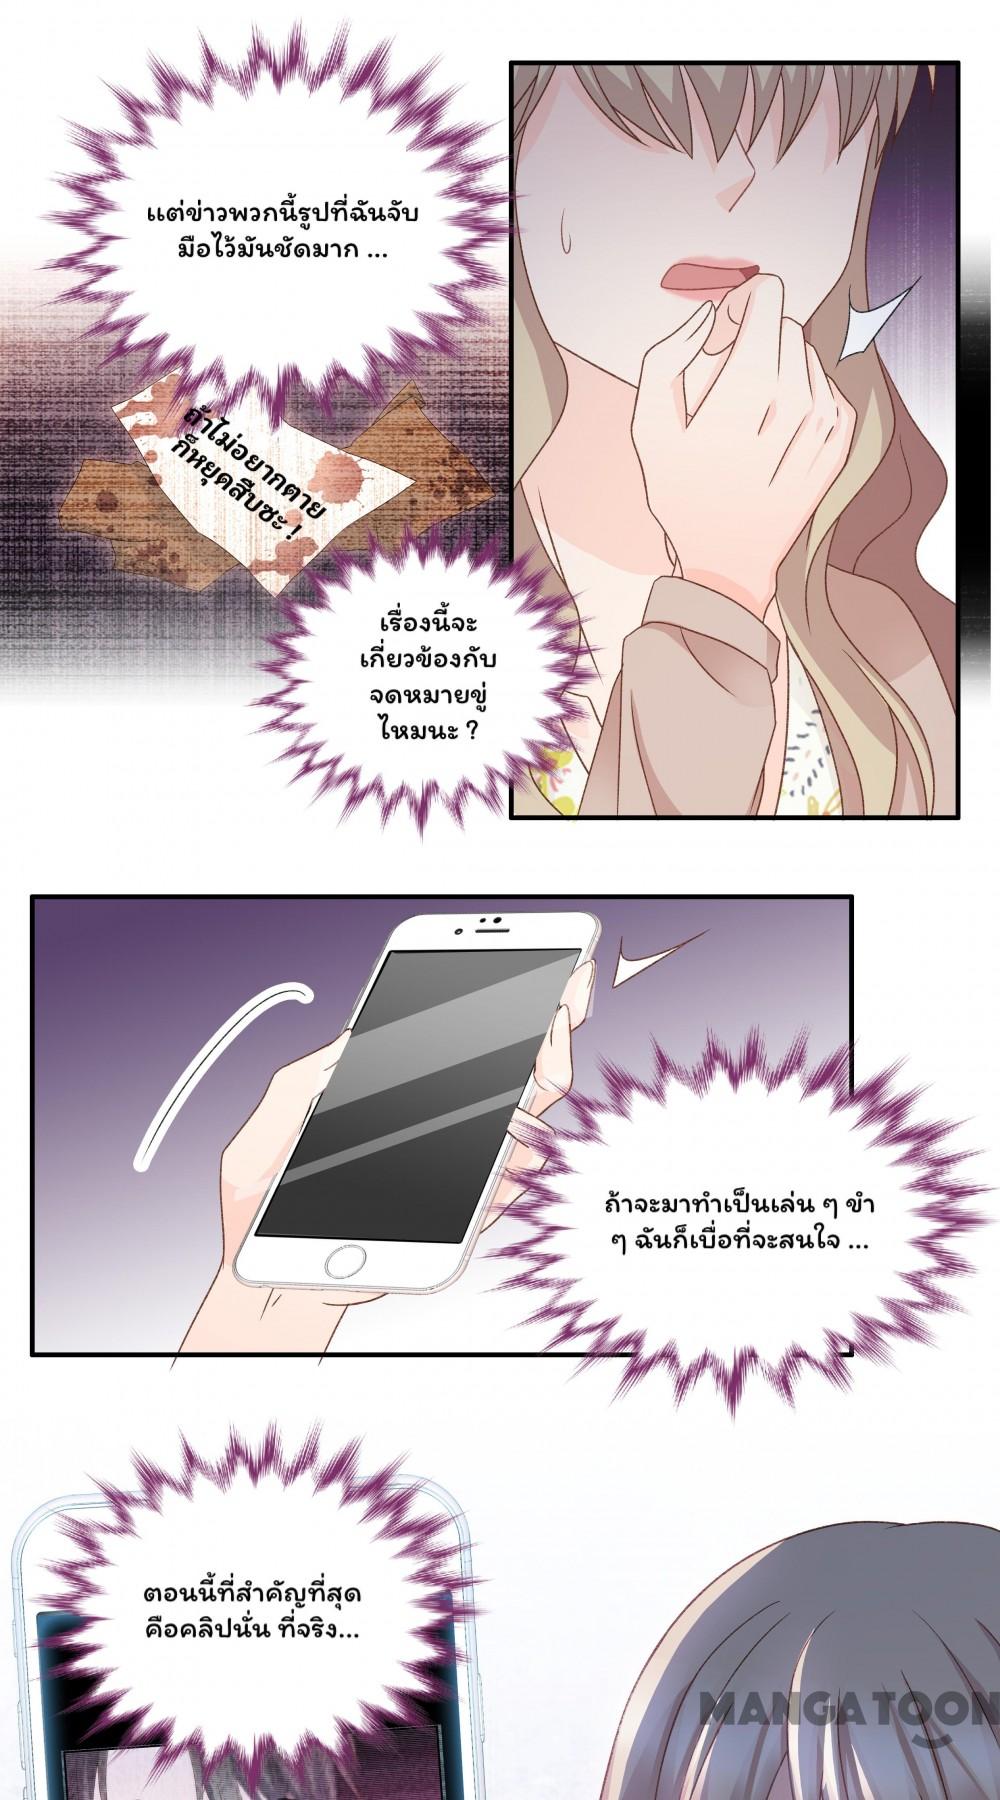 แต่ข่าวพวกนี้รูปที่ฉันจับ
มือไว้มันชัดมาก ...
ถ้าไม่อยากตาย
ก็หยุดสืบซะ !
เรื่องนี้จะ
เกี่ยวข้องกับ
จดหมายขู่
ไหมนะ ?
ถ้าจะมาทำเป็นเล่น ๆ ขำ
ๆ ฉันก็เบื่อที่จะสนใจ ...
ตอนนี้ที่สำคัญที่สุด
คือคลิปนั่น ที่จริง...
MANGATOON